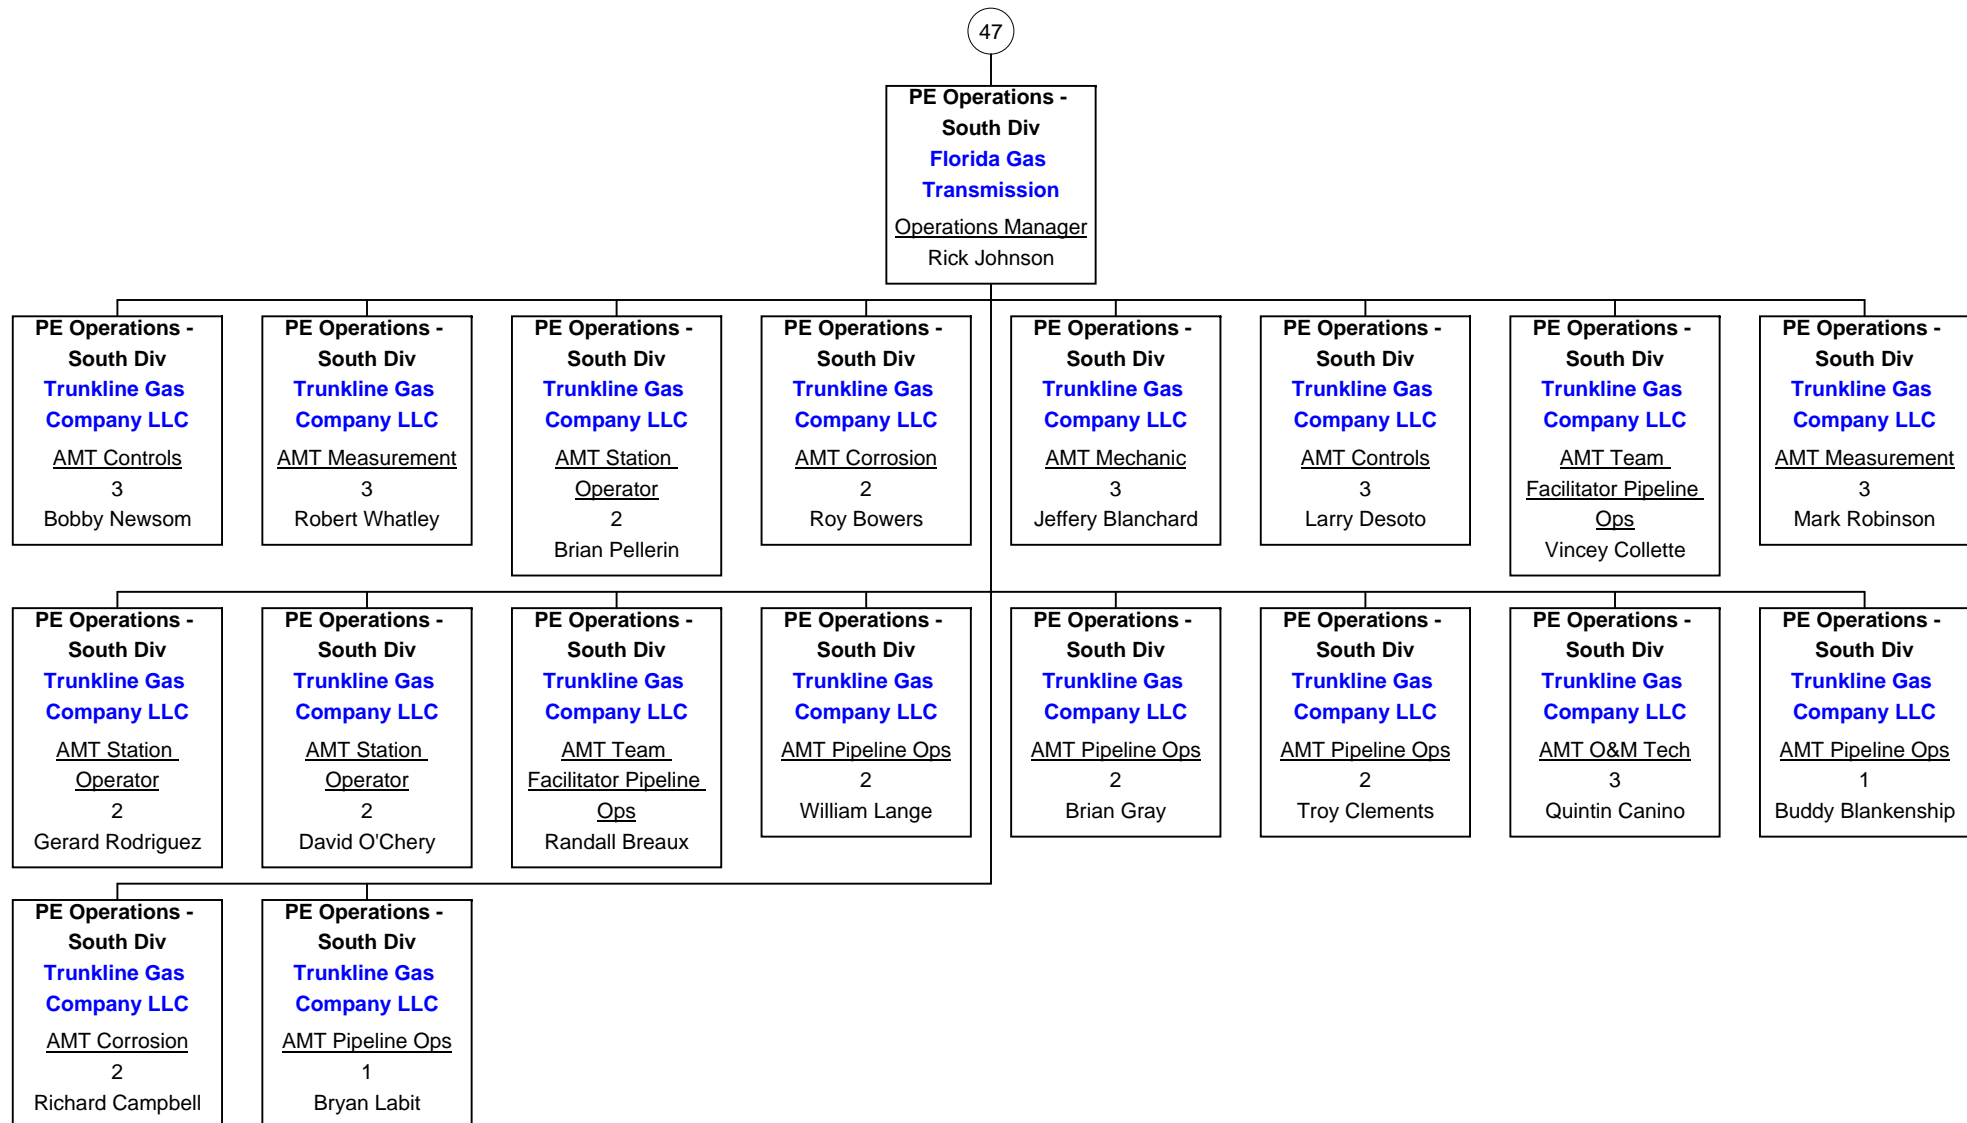 47
PE Operations -
South Div
Florida Gas
Transmission
Operations Manager
Rick Johnson
PE Operations -
South Div
Trunkline Gas
Company LLC
AMT Controls
3
Bobby Newsom
PE Operations -
South Div
Trunkline Gas
Company LLC
AMT Measurement
3
Robert Whatley
PE Operations -
South Div
Trunkline Gas
Company LLC
AMT Station
Operator
2
Brian Pellerin
PE Operations -
South Div
Trunkline Gas
Company LLC
AMT Corrosion
2
Roy Bowers
PE Operations -
South Div
Trunkline Gas
Company LLC
AMT Mechanic
3
Jeffery Blanchard
PE Operations -
South Div
Trunkline Gas
Company LLC
AMT Controls
3
Larry Desoto
PE Operations -
South Div
Trunkline Gas
Company LLC
AMT Team
Facilitator Pipeline
Ops
Vincey Collette
PE Operations -
South Div
Trunkline Gas
Company LLC
AMT Measurement
3
Mark Robinson
PE Operations -
South Div
Trunkline Gas
Company LLC
AMT Station
Operator
2
Gerard Rodriguez
PE Operations -
South Div
Trunkline Gas
Company LLC
AMT Station
Operator
2
David O'Chery
PE Operations -
South Div
Trunkline Gas
Company LLC
AMT Team
Facilitator Pipeline
Ops
Randall Breaux
PE Operations -
South Div
Trunkline Gas
Company LLC
AMT Pipeline Ops
2
William Lange
PE Operations -
South Div
Trunkline Gas
Company LLC
AMT Pipeline Ops
2
Brian Gray
PE Operations -
South Div
Trunkline Gas
Company LLC
AMT Pipeline Ops
2
Troy Clements
PE Operations -
South Div
Trunkline Gas
Company LLC
AMT O&M Tech
3
Quintin Canino
PE Operations -
South Div
Trunkline Gas
Company LLC
AMT Pipeline Ops
1
Buddy Blankenship
PE Operations -
South Div
Trunkline Gas
Company LLC
AMT Corrosion
2
Richard Campbell
PE Operations -
South Div
Trunkline Gas
Company LLC
AMT Pipeline Ops
1
Bryan Labit